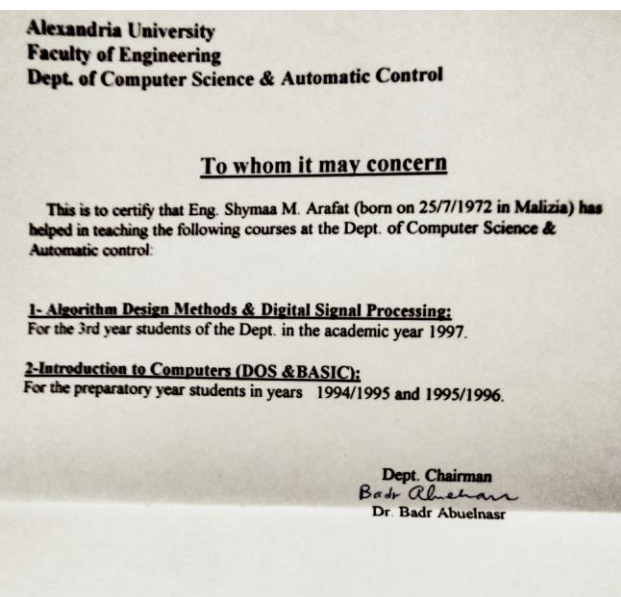 Alexandria University
Faculty of Engineering
Dept. of Computer Science & Automatic Control
To whom it may concern
This is to certify that Eng. Shymaa M. Arafat (born on 25/7/1972 in Malizia) has
helped in teaching the following courses at the Dept. of Computer Science &
Automatic control:
1- Algorithm Design Methods & Digital Signal Processing:
For the 3rd year students of the Dept. in the academic year 1997.
2-Introduction to Computers (DOS &BASIC):
For the preparatory year students in years 1994/1995 and 1995/1996.
Dept. Chairman
Badr
Dr. Badr Abuelnasr